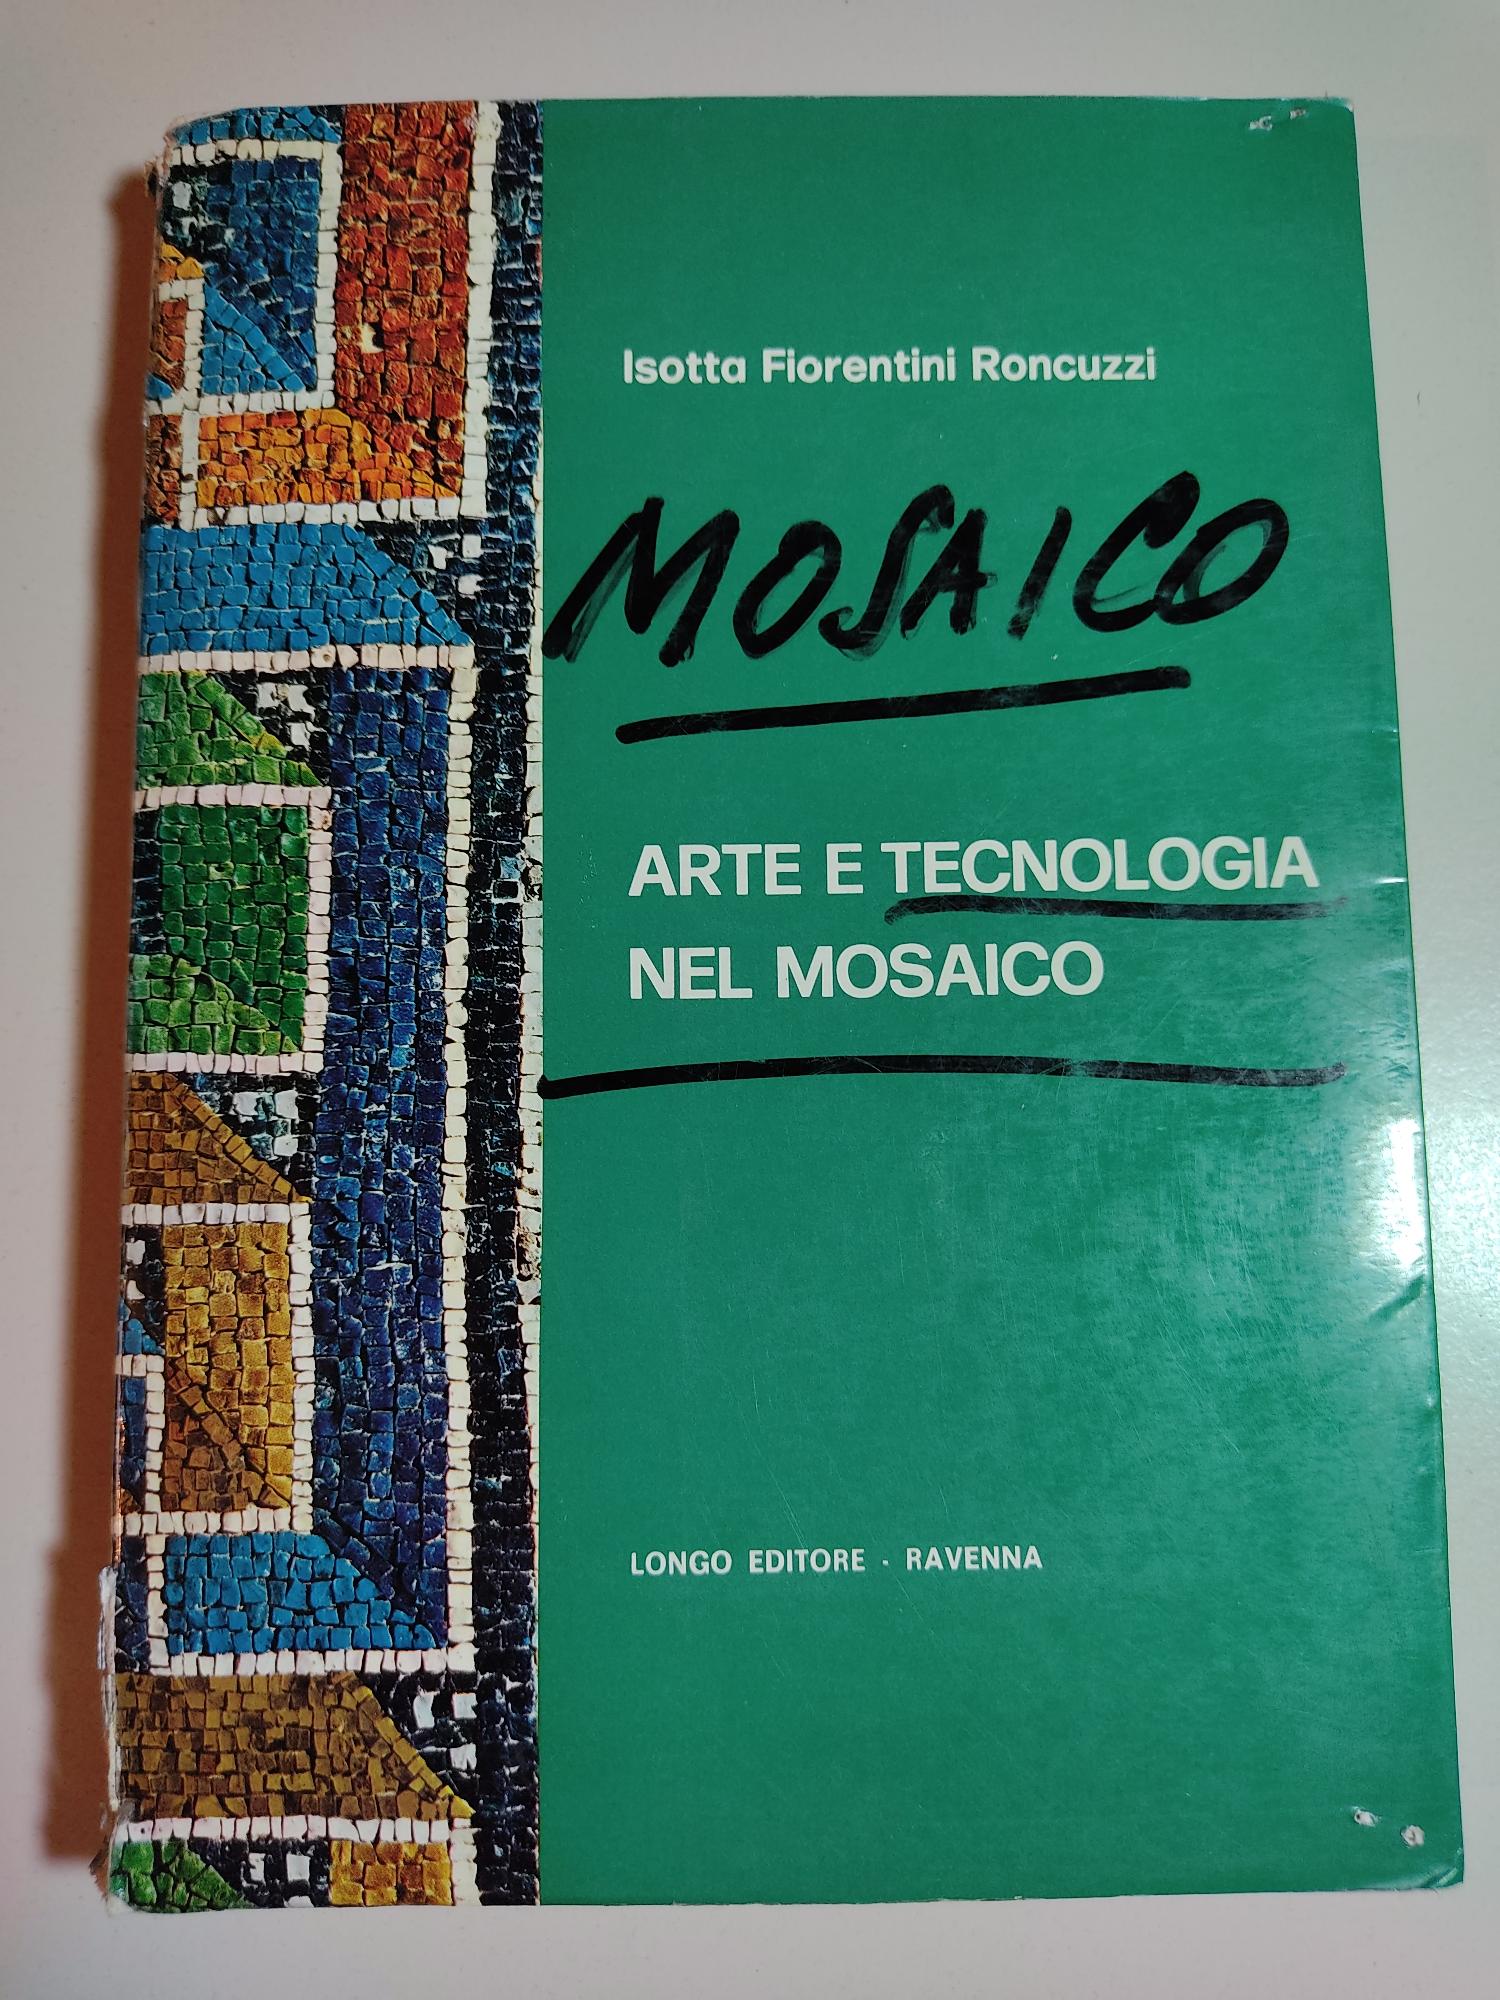 Isotta Fiorentini Roncuzzi
MOSAICO
ARTE E TECNOLOGIA
NEL MOSAICO
LONGO EDITORE - RAVENNA